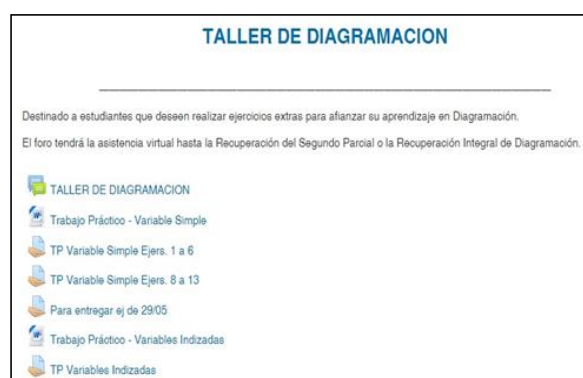 TALLER DE DIAGRAMACION
Destinado a estudiantes que deseen realizar ejercicios extras para afianzar su aprendizaje en Diagramación.
El foro tendrá la asistencia virtual hasta la Recuperación del Segundo Parcial o la Recuperación Integral de Diagramación.
TALLER DE DIAGRAMACION
Trabajo Práctico - Variable Simple
TP Variable Simple Ejers. 1 a 6
TP Variable Simple Ejers. 8 a 13
Para entregar ej de 29/05
Trabajo Práctico - Variables Indizadas
TP Variables Indizadas